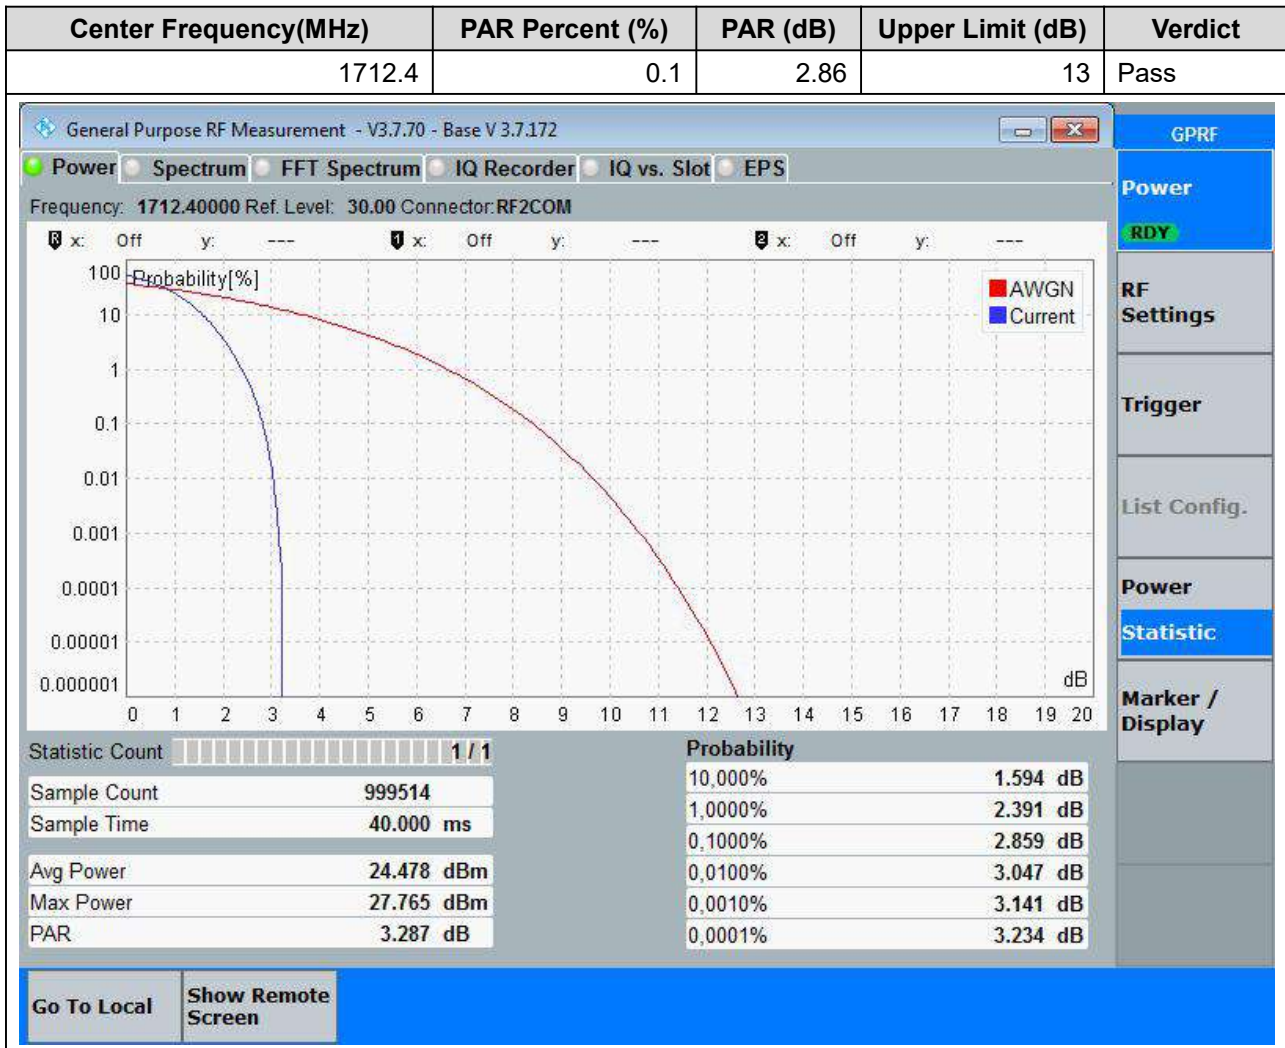 Center Frequency(MHz) PAR Percent (%) PAR (dB) Upper Limit (dB) Verdict
1712.4 0.1 2.86 13 Pass
General Purpose RF Measurement - V3.7.70 - Base V 3.7.172
GPRF
Power Spectrum FFT Spectrum IQ Recorder IQ vs. Slot EPS
Frequency: 1712.40000 Ref. Level: 30.00 Connector:RF2COM
R x: Off y: --- 1 x: Off y: --- 2 x: Off y: ---
Power
RDY
RF
Settings
Trigger
List Config.
Power
Statistic
Marker /
Display
Probability[%]
AWGN
Current
100
10
1
0.1
0.01
0.001
0.0001
0.00001
0.000001
dB
0 1 2 3 4 5 6 7 8 9 10 11 12 13 14 15 16 17 18 19 20
Statistic Count 1 / 1
Sample Count 999514
Sample Time 40.000 ms
Avg Power 24.478 dBm
Max Power 27.765 dBm
PAR 3.287 dB
Probability
10,000% 1.594 dB
1,0000% 2.391 dB
0,1000% 2.859 dB
0,0100% 3.047 dB
0,0010% 3.141 dB
0,0001% 3.234 dB
Go To Local
Show Remote
Screen